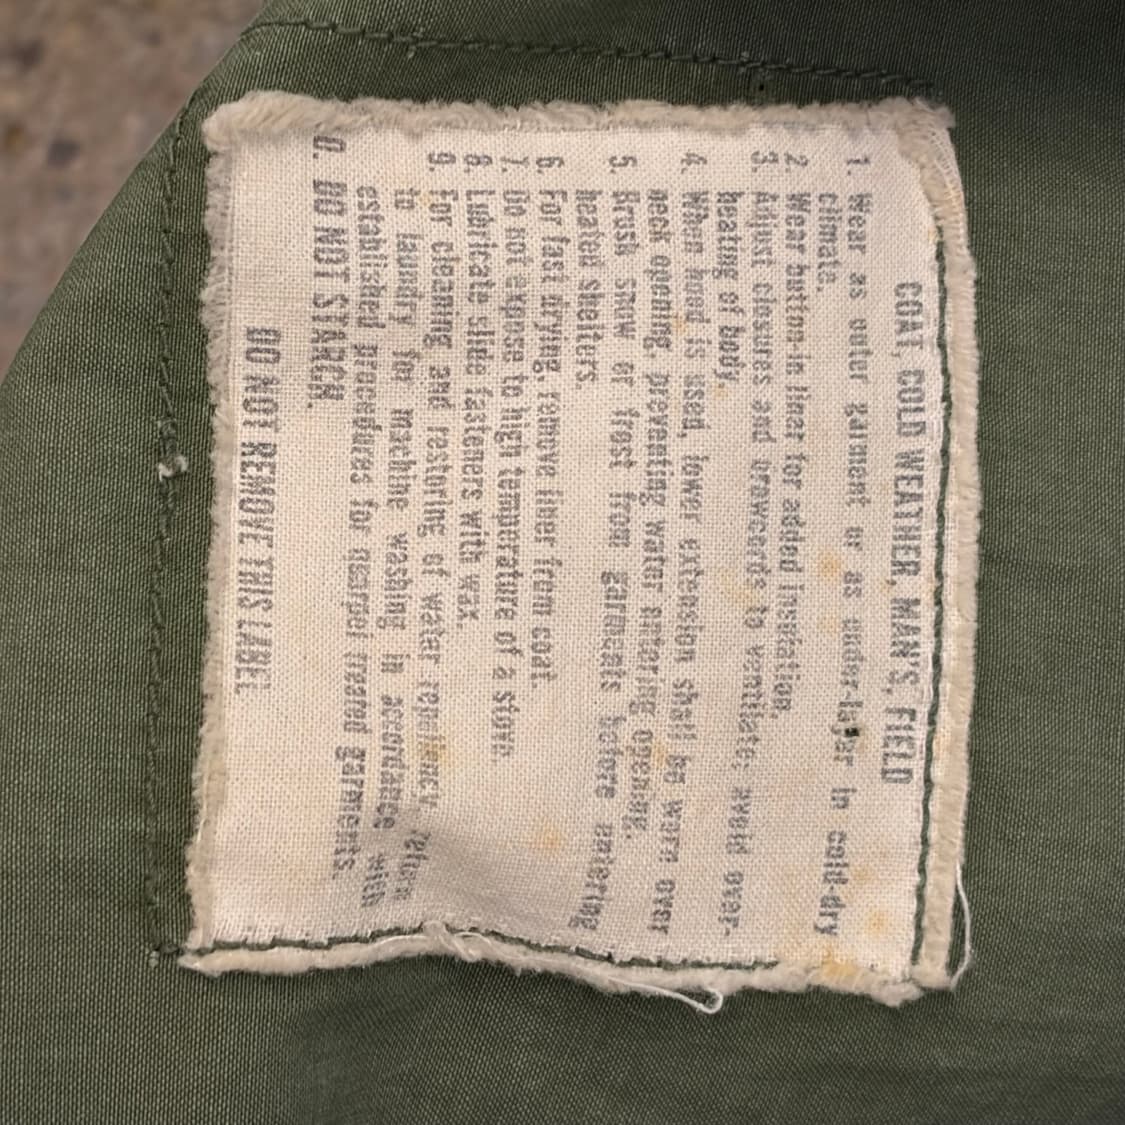 COAT, COLD WEATHER, MAN'S, FIELD
1. Wear as outer garment or as under-layer in cold-dry
climate.
2. Wear button-in liner for added insulation.
3. Adjust closures and drawcords to ventilate; avoid over-
heating of body.
4. When hood is used, lower extension shall be worn over
neck opening, preventing water entering opening.
5. Brush snow or frost from garments before entering
heated shelters.
6. For fast drying, remove liner from coat.
7. Do not expose to high temperature of a stove.
8. Lubricate slide fasteners with wax.
9. For cleaning and restoring of water repellency, return
to laundry for machine washing in accordance with
established procedures for treated garments.
0. DO NOT STARCH.
DO NOT REMOVE THIS LABEL